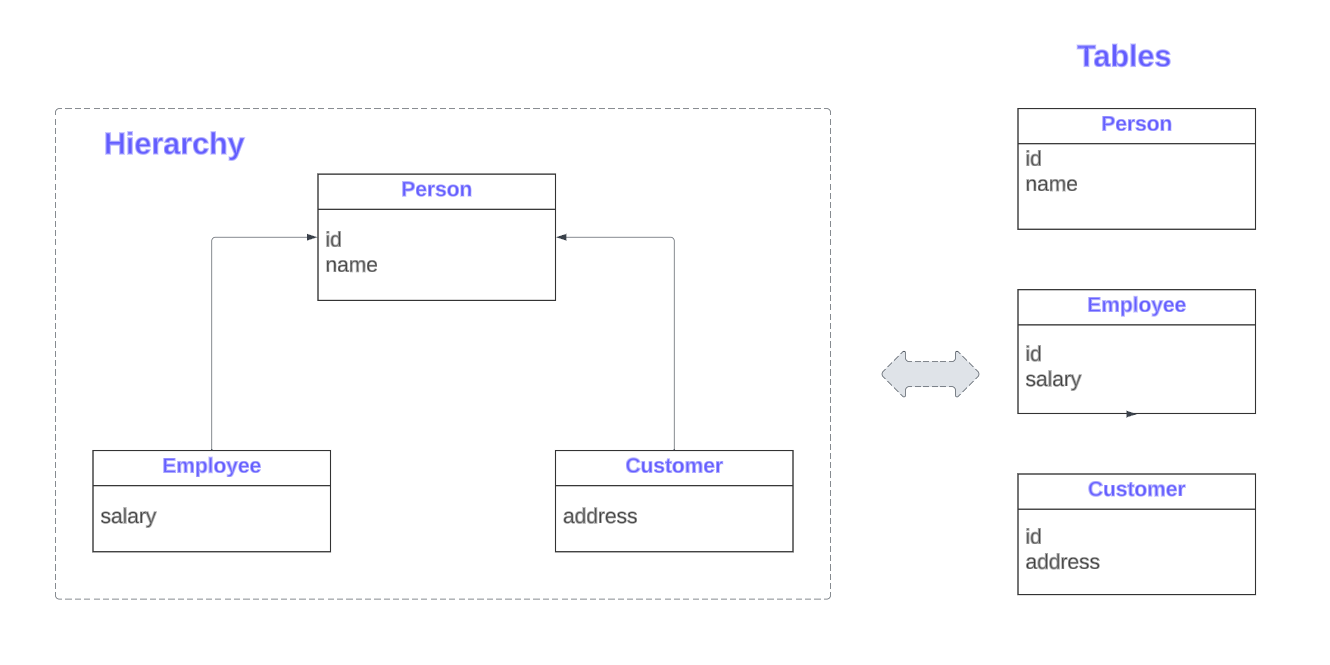 Tables
Hierarchy
Person
id
name
Employee
salary
Customer
address
Person
id
name
Employee
id
salary
Customer
id
address